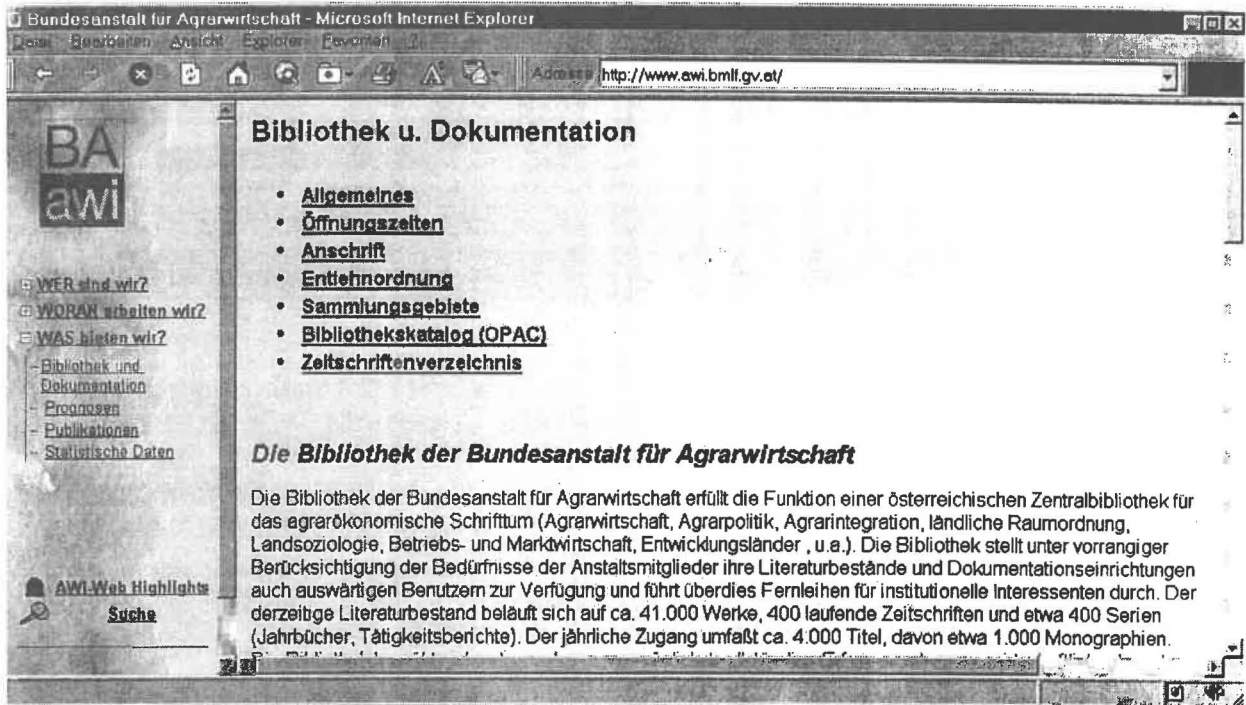 Bundesanstalt für Agrarwirtschaft - Microsoft Internet Explorer
Datei Bearbeiten Ansicht Explorer Favoriten ?
Adresse http://www.awi.bmlf.gv.at/
BA
awi
WER sind wir?
WORAN arbeiten wir?
WAS bieten wir?
Bibliothek und
Dokumentation
Prognosen
Publikationen
Statistische Daten
AWI-Web Highlights
Suche
Bibliothek u. Dokumentation
• Allgemeines
• Öffnungszeiten
• Anschrift
• Entlehnordnung
• Sammlungsgebiete
• Bibliothekskatalog (OPAC)
• Zeitschriftenverzeichnis
Die Bibliothek der Bundesanstalt für Agrarwirtschaft
Die Bibliothek der Bundesanstalt für Agrarwirtschaft erfüllt die Funktion einer österreichischen Zentralbibliothek für
das agrarökonomische Schrifttum (Agrarwirtschaft, Agrarpolitik, Agrarintegration, ländliche Raumordnung,
Landsoziologie, Betriebs- und Marktwirtschaft, Entwicklungsländer , u.a.). Die Bibliothek stellt unter vorrangiger
Berücksichtigung der Bedürfnisse der Anstaltsmitglieder ihre Literaturbestände und Dokumentationseinrichtungen
auch auswärtigen Benutzern zur Verfügung und führt überdies Fernleihen für institutionelle Interessenten durch. Der
derzeitige Literaturbestand beläuft sich auf ca. 41.000 Werke, 400 laufende Zeitschriften und etwa 400 Serien
(Jahrbücher, Tätigkeitsberichte). Der jährliche Zugang umfaßt ca. 4.000 Titel, davon etwa 1.000 Monographien.